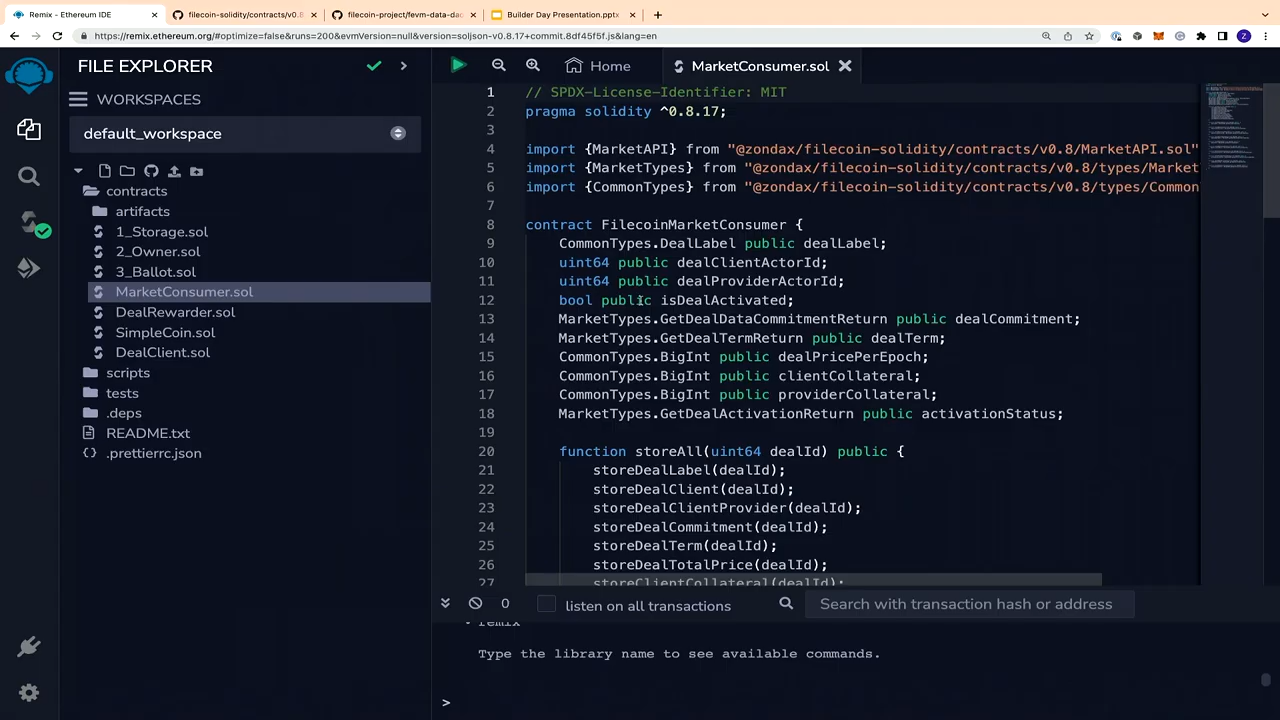 Remix - Ethereum IDE
filecoin-solidity/contracts/v0.8
filecoin-project/fevm-data-da
Builder Day Presentation.pptx
https://remix.ethereum.org/#optimize=false&runs=200&evmVersion=null&version=soljson-v0.8.17+commit.8df45f5f.js&lang=en
Z
FILE EXPLORER
Home
MarketConsumer.sol
WORKSPACES
default_workspace
contracts
artifacts
1_Storage.sol
2_Owner.sol
3_Ballot.sol
MarketConsumer.sol
DealRewarder.sol
SimpleCoin.sol
DealClient.sol
scripts
tests
.deps
README.txt
.prettierrc.json
1 // SPDX-License-Identifier: MIT
2 pragma solidity ^0.8.17;
3
4 import {MarketAPI} from "@zondax/filecoin-solidity/contracts/v0.8/MarketAPI.sol"
5 import {MarketTypes} from "@zondax/filecoin-solidity/contracts/v0.8/types/Market
6 import {CommonTypes} from "@zondax/filecoin-solidity/contracts/v0.8/types/Common
7
8 contract FilecoinMarketConsumer {
9 CommonTypes.DealLabel public dealLabel;
10 uint64 public dealClientActorId;
11 uint64 public dealProviderActorId;
12 bool public isDealActivated;
13 MarketTypes.GetDealDataCommitmentReturn public dealCommitment;
14 MarketTypes.GetDealTermReturn public dealTerm;
15 CommonTypes.BigInt public dealPricePerEpoch;
16 CommonTypes.BigInt public clientCollateral;
17 CommonTypes.BigInt public providerCollateral;
18 MarketTypes.GetDealActivationReturn public activationStatus;
19
20 function storeAll(uint64 dealId) public {
21 storeDealLabel(dealId);
22 storeDealClient(dealId);
23 storeDealClientProvider(dealId);
24 storeDealCommitment(dealId);
25 storeDealTerm(dealId);
26 storeDealTotalPrice(dealId);
27 storeClientCollateral(dealId);
0
listen on all transactions
Search with transaction hash or address
remix
Type the library name to see available commands.
>